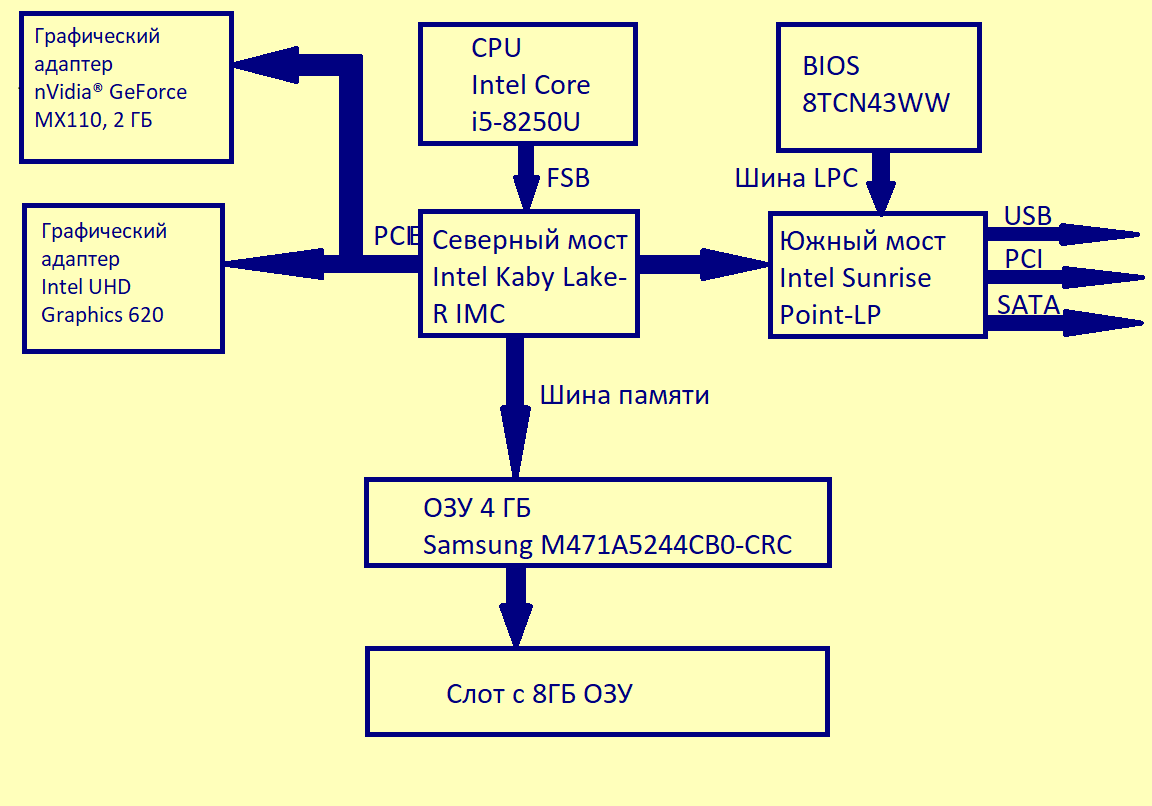 Графический
адаптер
nVidia® GeForce
MX110, 2 ГБ
CPU
Intel Core
i5-8250U
BIOS
8TCN43WW
FSB
Шина LPC
Графический
адаптер
Intel UHD
Graphics 620
PCIE
Северный мост
Intel Kaby Lake-
R IMC
Южный мост
Intel Sunrise
Point-LP
USB
PCI
SATA
Шина памяти
ОЗУ 4 ГБ
Samsung M471A5244CB0-CRC
Слот с 8ГБ ОЗУ